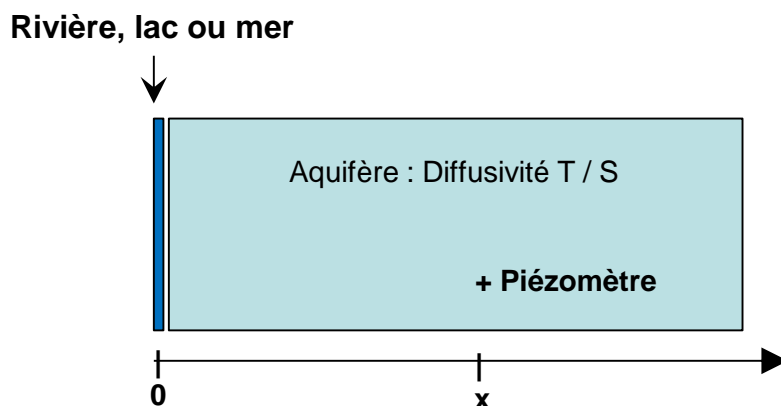 Rivière, lac ou mer
Aquifère : Diffusivité T / S
+ Piézomètre
0
x